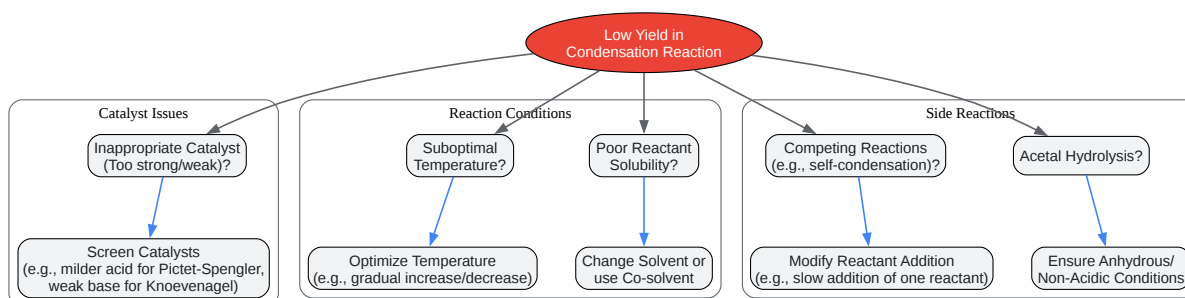 Low Yield in
Condensation Reaction
Catalyst Issues
Reaction Conditions
Side Reactions
Inappropriate Catalyst
(Too strong/weak)?
Suboptimal
Temperature?
Poor Reactant
Solubility?
Competing Reactions
(e.g., self-condensation)?
Acetal Hydrolysis?
Screen Catalysts
(e.g., milder acid for Pictet-Spengler,
weak base for Knoevenagel)
Optimize Temperature
(e.g., gradual increase/decrease)
Change Solvent or
use Co-solvent
Modify Reactant Addition
(e.g., slow addition of one reactant)
Ensure Anhydrous/
Non-Acidic Conditions